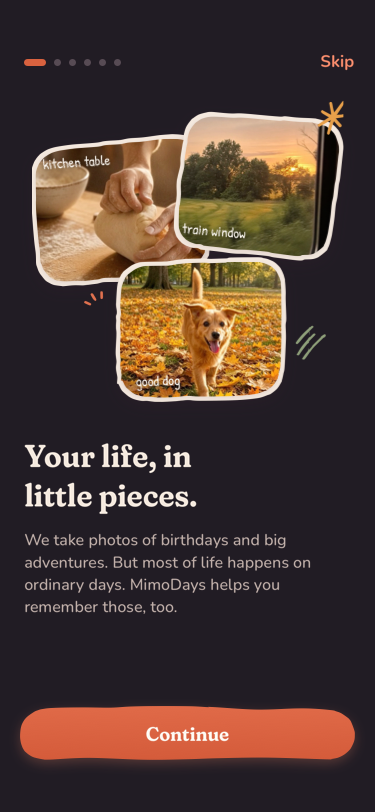 Skip
kitchen table
train window
good dog
Your life, in
little pieces.
We take photos of birthdays and big
adventures. But most of life happens on
ordinary days. MimoDays helps you
remember those, too.
Continue